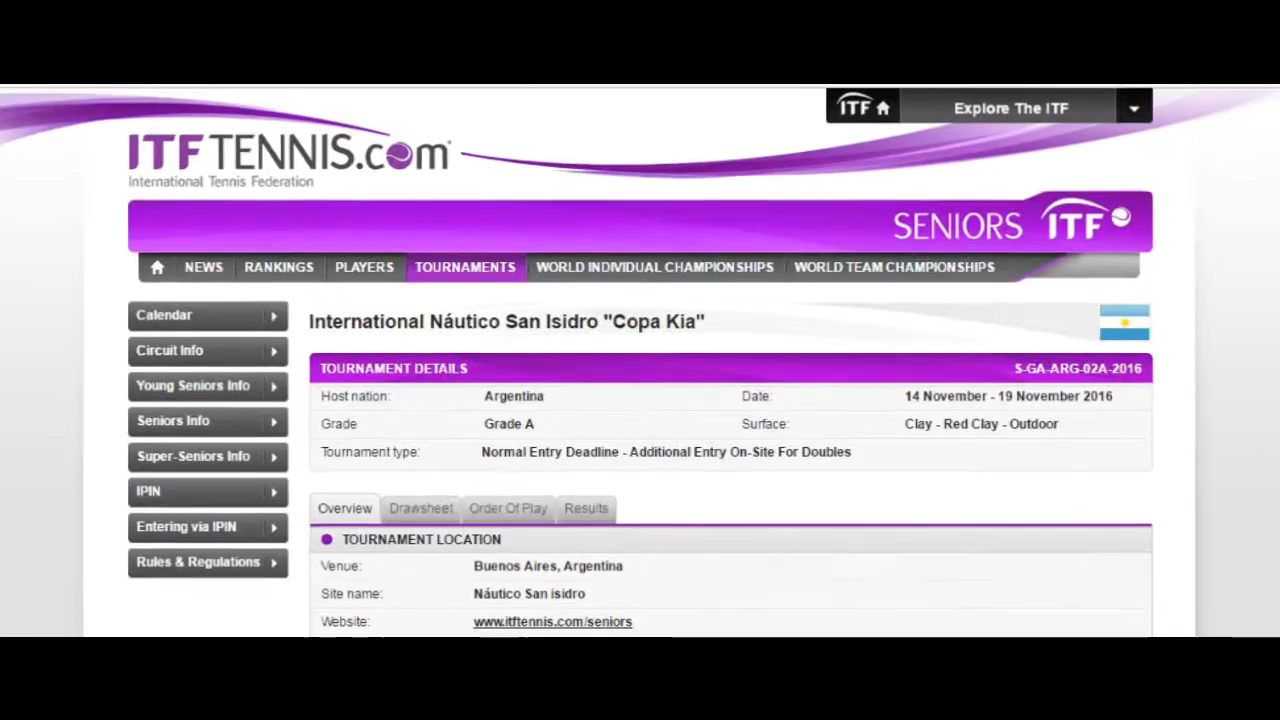 ITF Explore The ITF
ITFTENNIS.com
International Tennis Federation
SENIORS ITF
NEWS RANKINGS PLAYERS TOURNAMENTS WORLD INDIVIDUAL CHAMPIONSHIPS WORLD TEAM CHAMPIONSHIPS
Calendar
Circuit Info
Young Seniors Info
Seniors Info
Super-Seniors Info
IPIN
Entering via IPIN
Rules & Regulations
International Náutico San Isidro "Copa Kia"
TOURNAMENT DETAILS S-GA-ARG-02A-2016
Host nation: Argentina Date: 14 November - 19 November 2016
Grade Grade A Surface: Clay - Red Clay - Outdoor
Tournament type: Normal Entry Deadline - Additional Entry On-Site For Doubles
Overview Drawsheet Order Of Play Results
TOURNAMENT LOCATION
Venue: Buenos Aires, Argentina
Site name: Náutico San isidro
Website: www.itftennis.com/seniors